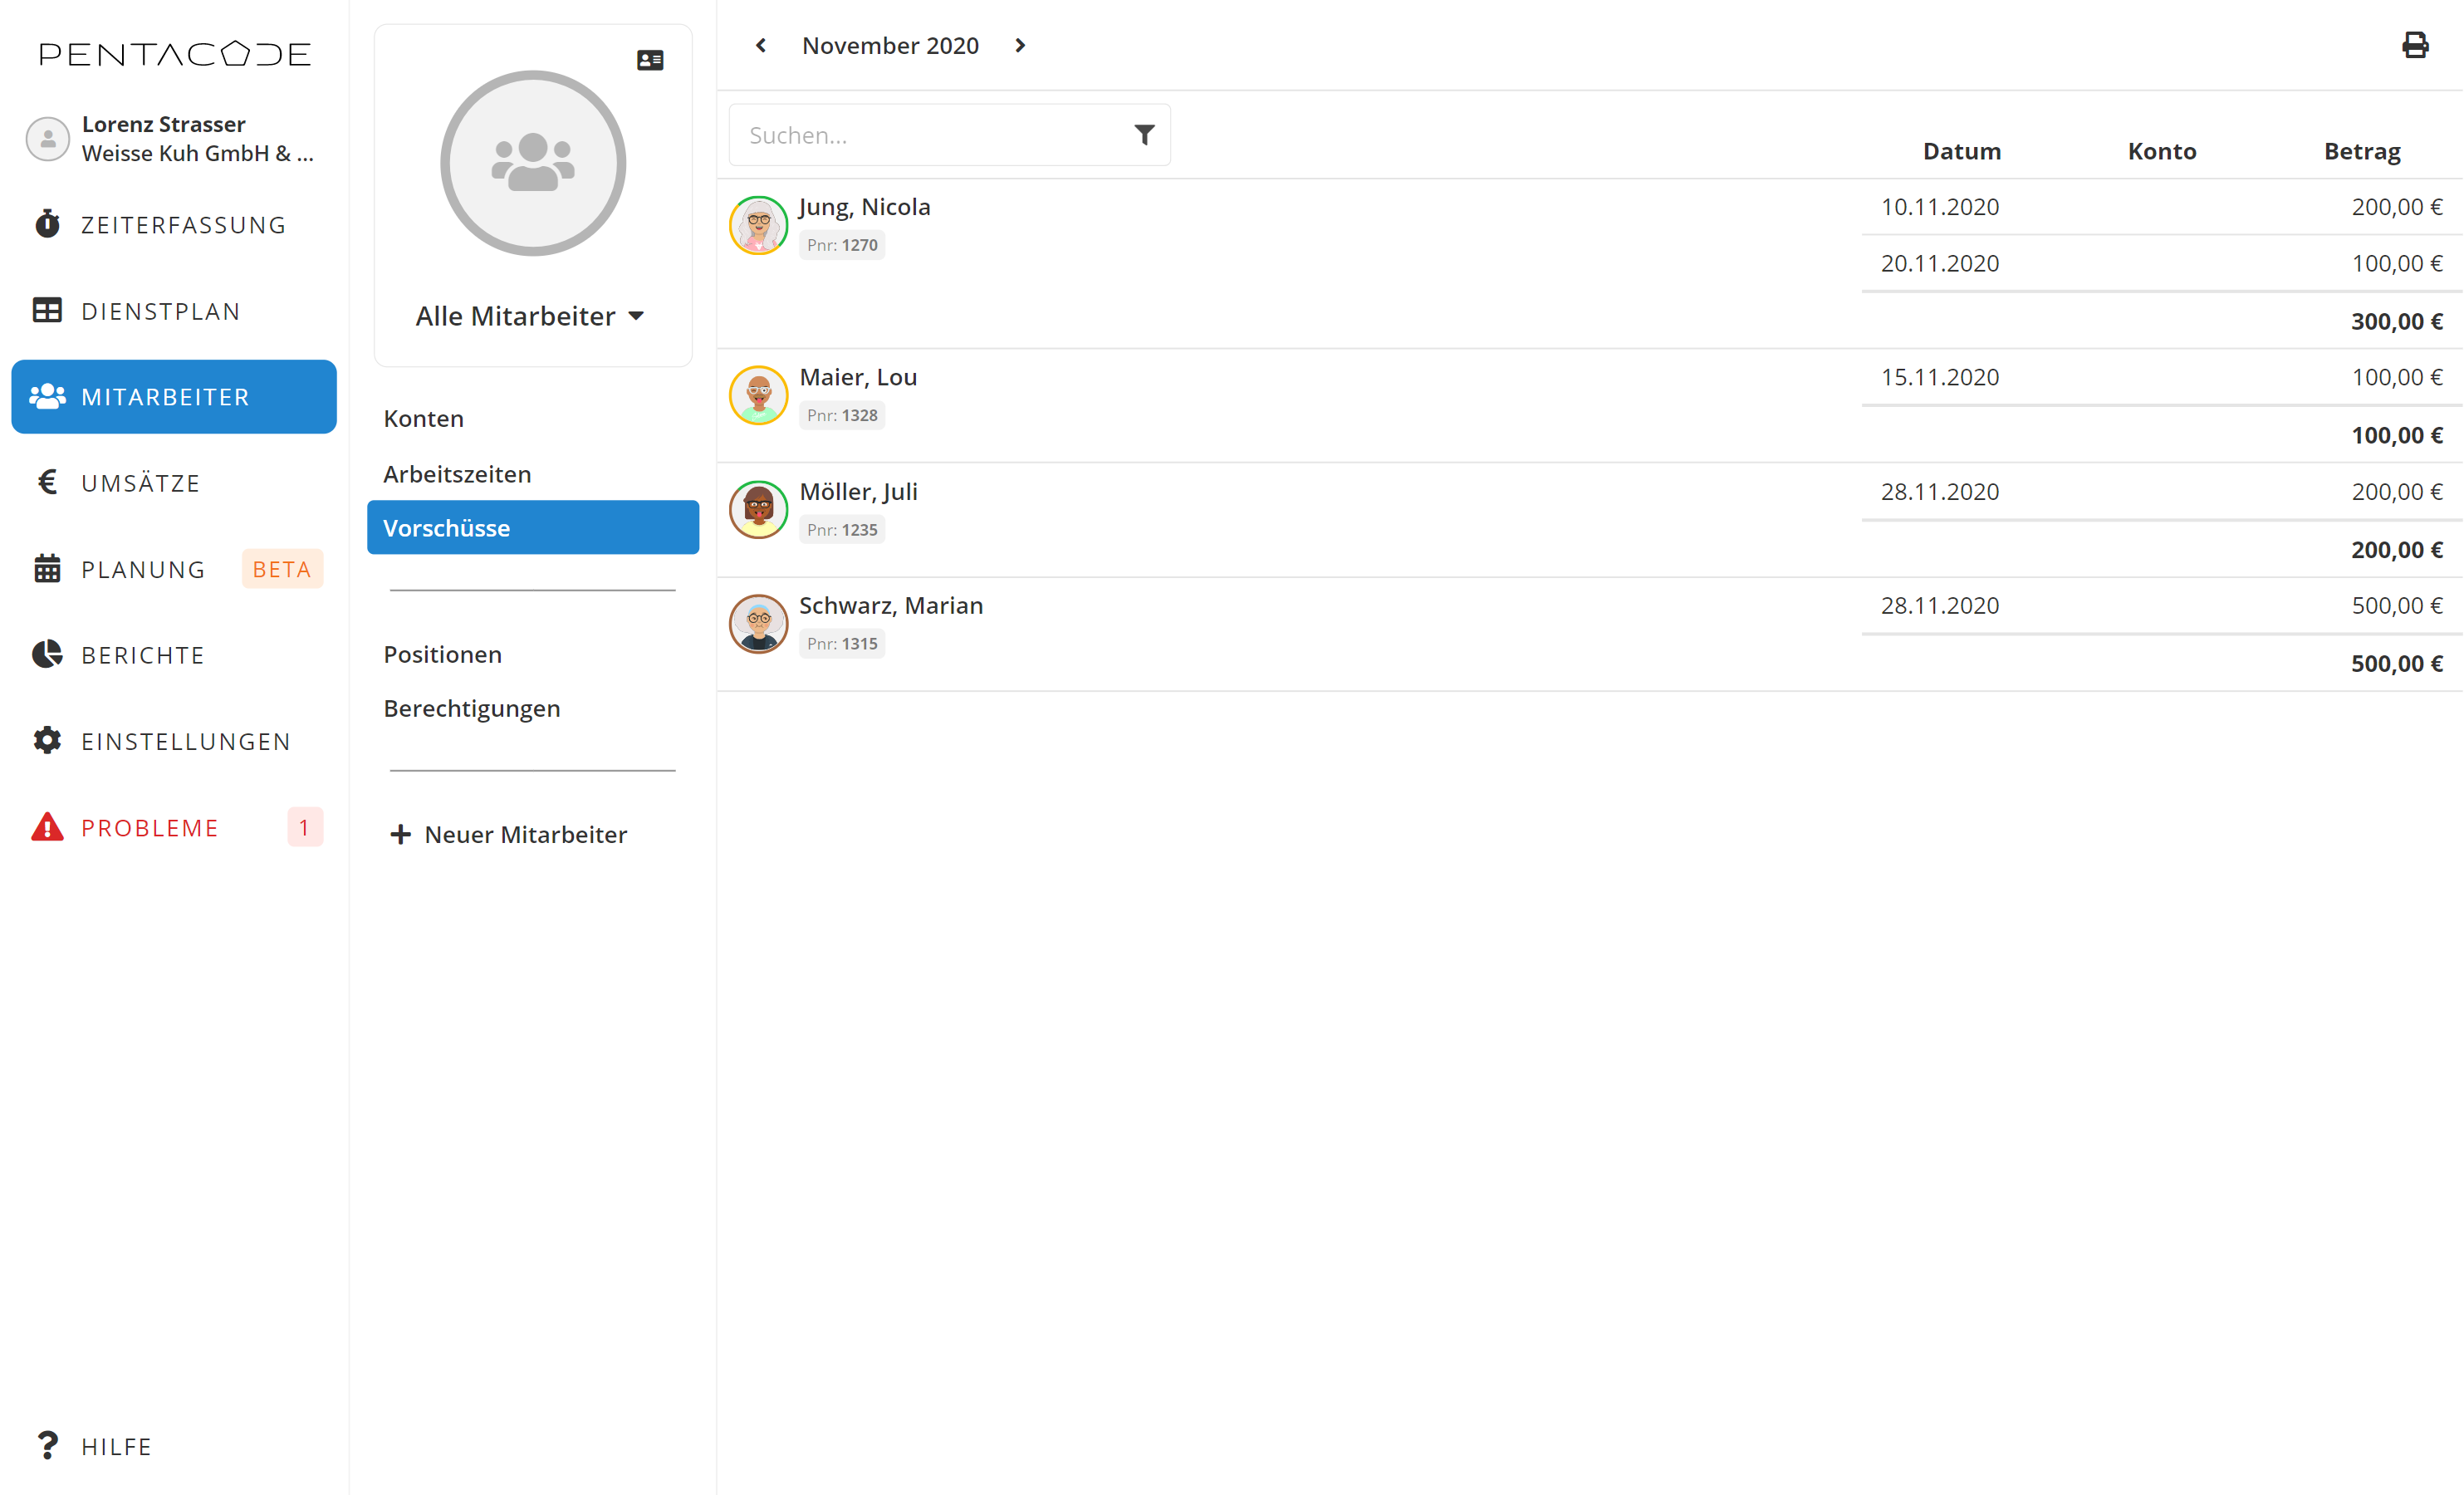 PENTACODE
Lorenz Strasser
Weisse Kuh GmbH & ...
ZEITERFASSUNG
DIENSTPLAN
MITARBEITER
UMSÄTZE
PLANUNG BETA
BERICHTE
EINSTELLUNGEN
PROBLEME 1
HILFE
Alle Mitarbeiter
Konten
Arbeitszeiten
Vorschüsse
Positionen
Berechtigungen
Neuer Mitarbeiter
November 2020
Suchen...
Datum Konto Betrag
Jung, Nicola 10.11.2020 200,00 €
Pnr: 1270
20.11.2020 100,00 €
300,00 €
Maier, Lou 15.11.2020 100,00 €
Pnr: 1328
100,00 €
Möller, Juli 28.11.2020 200,00 €
Pnr: 1235
200,00 €
Schwarz, Marian 28.11.2020 500,00 €
Pnr: 1315
500,00 €